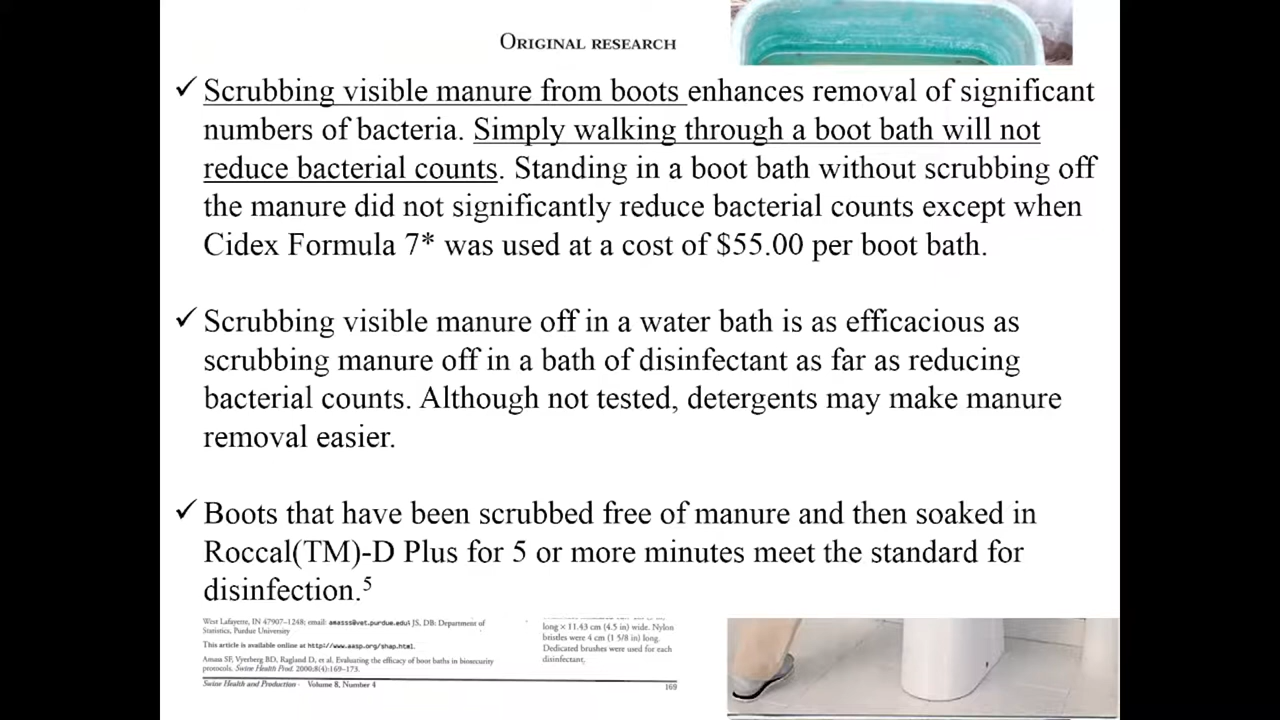 ORIGINAL RESEARCH
✓ Scrubbing visible manure from boots enhances removal of significant
numbers of bacteria. Simply walking through a boot bath will not
reduce bacterial counts. Standing in a boot bath without scrubbing off
the manure did not significantly reduce bacterial counts except when
Cidex Formula 7* was used at a cost of $55.00 per boot bath.
✓ Scrubbing visible manure off in a water bath is as efficacious as
scrubbing manure off in a bath of disinfectant as far as reducing
bacterial counts. Although not tested, detergents may make manure
removal easier.
✓ Boots that have been scrubbed free of manure and then soaked in
Roccal(TM)-D Plus for 5 or more minutes meet the standard for
disinfection.⁵
West Lafayette, IN 47907–1248; email: amasss@vet.purdue.edu; JS, DB: Department of
Statistics, Purdue University
This article is available online at http://www.aasp.org/shap.html.
Amass SF, Vyverberg BD, Ragland D, et al. Evaluating the efficacy of boot baths in biosecurity
protocols. Swine Health Prod. 2000;8(4):169–173.
Swine Health and Production - Volume 8, Number 4
long × 11.43 cm (4.5 in) wide. Nylon
bristles were 4 cm (1 5/8 in) long.
Dedicated brushes were used for each
disinfectant.
169